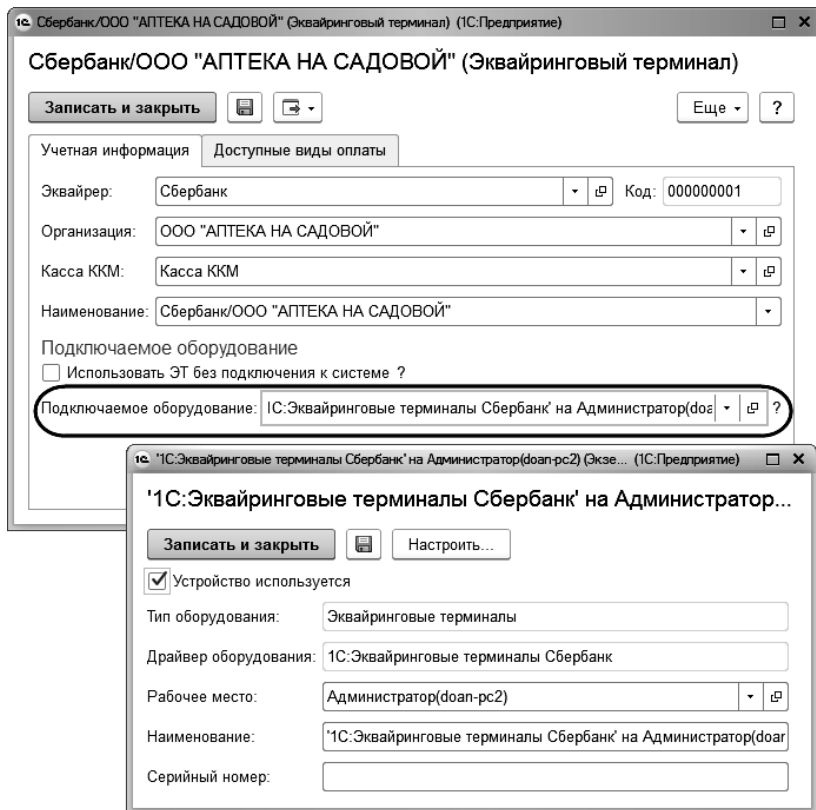 Сбербанк/ООО "АПТЕКА НА САДОВОЙ" (Эквайринговый терминал) (1С:Предприятие)
Сбербанк/ООО "АПТЕКА НА САДОВОЙ" (Эквайринговый терминал)
Записать и закрыть Еще ?
Учетная информация Доступные виды оплаты
Эквайрер: Сбербанк Код: 000000001
Организация: ООО "АПТЕКА НА САДОВОЙ"
Касса ККМ: Касса ККМ
Наименование: Сбербанк/ООО "АПТЕКА НА САДОВОЙ"
Подключаемое оборудование
Использовать ЭТ без подключения к системе ?
Подключаемое оборудование: IС:Эквайринговые терминалы Сбербанк' на Администратор(doa ?
'1С:Эквайринговые терминалы Сбербанк' на Администратор(doan-pc2) (Экзе... (1С:Предприятие)
'1С:Эквайринговые терминалы Сбербанк' на Администратор...
Записать и закрыть Настроить...
Устройство используется
Тип оборудования: Эквайринговые терминалы
Драйвер оборудования: 1С:Эквайринговые терминалы Сбербанк
Рабочее место: Администратор(doan-pc2)
Наименование: '1С:Эквайринговые терминалы Сбербанк' на Администратор(doar
Серийный номер: